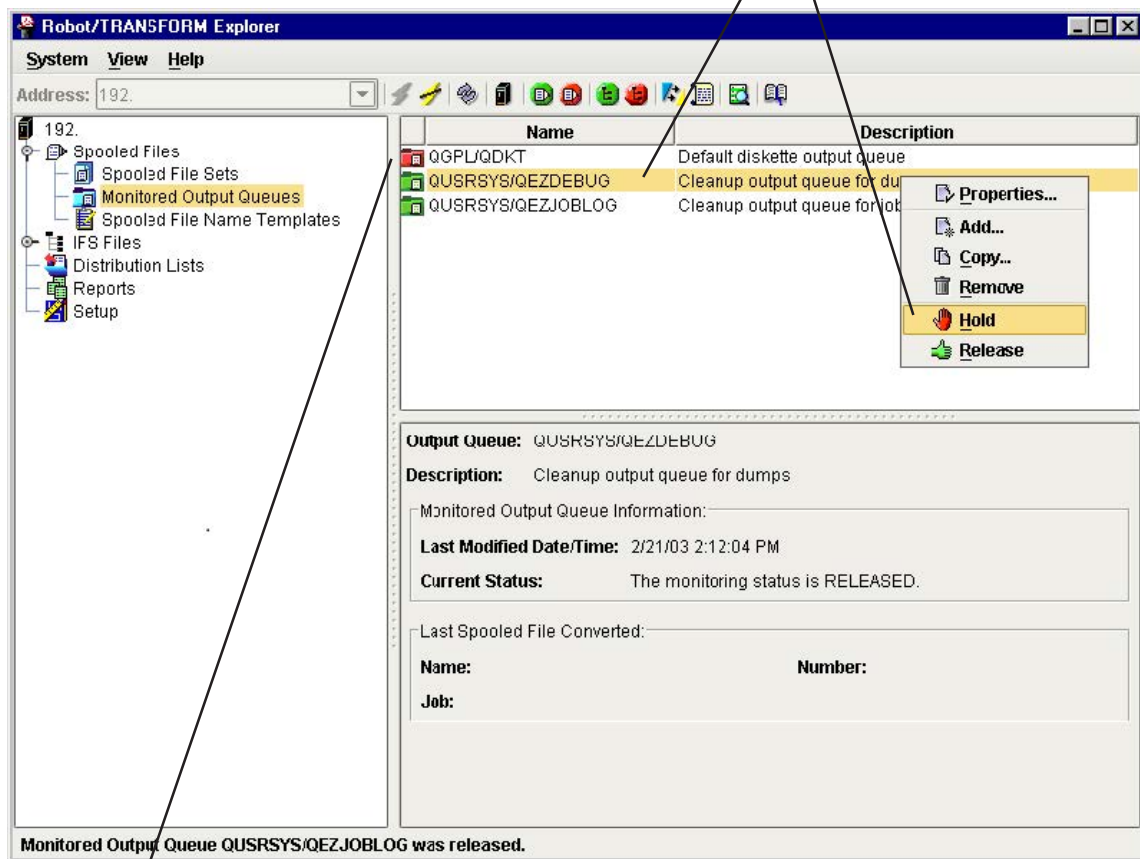 Robot/TRANSFORM Explorer
System View Help
Address: 192.
192.
Spooled Files
Spooled File Sets
Monitored Output Queues
Spooled File Name Templates
IFS Files
Distribution Lists
Reports
Setup
Name Description
QGPL/QDKT Default diskette output queue
QUSRSYS/QEZDEBUG Cleanup output queue for du
QUSRSYS/QEZJOBLOG Cleanup output queue for job
Properties...
Add...
Copy...
Remove
Hold
Release
Output Queue: QUSRSYS/QEZDEBUG
Description: Cleanup output queue for dumps
Monitored Output Queue Information:
Last Modified Date/Time: 2/21/03 2:12:04 PM
Current Status: The monitoring status is RELEASED.
Last Spooled File Converted:
Name: Number:
Job:
Monitored Output Queue QUSRSYS/QEZJOBLOG was released.